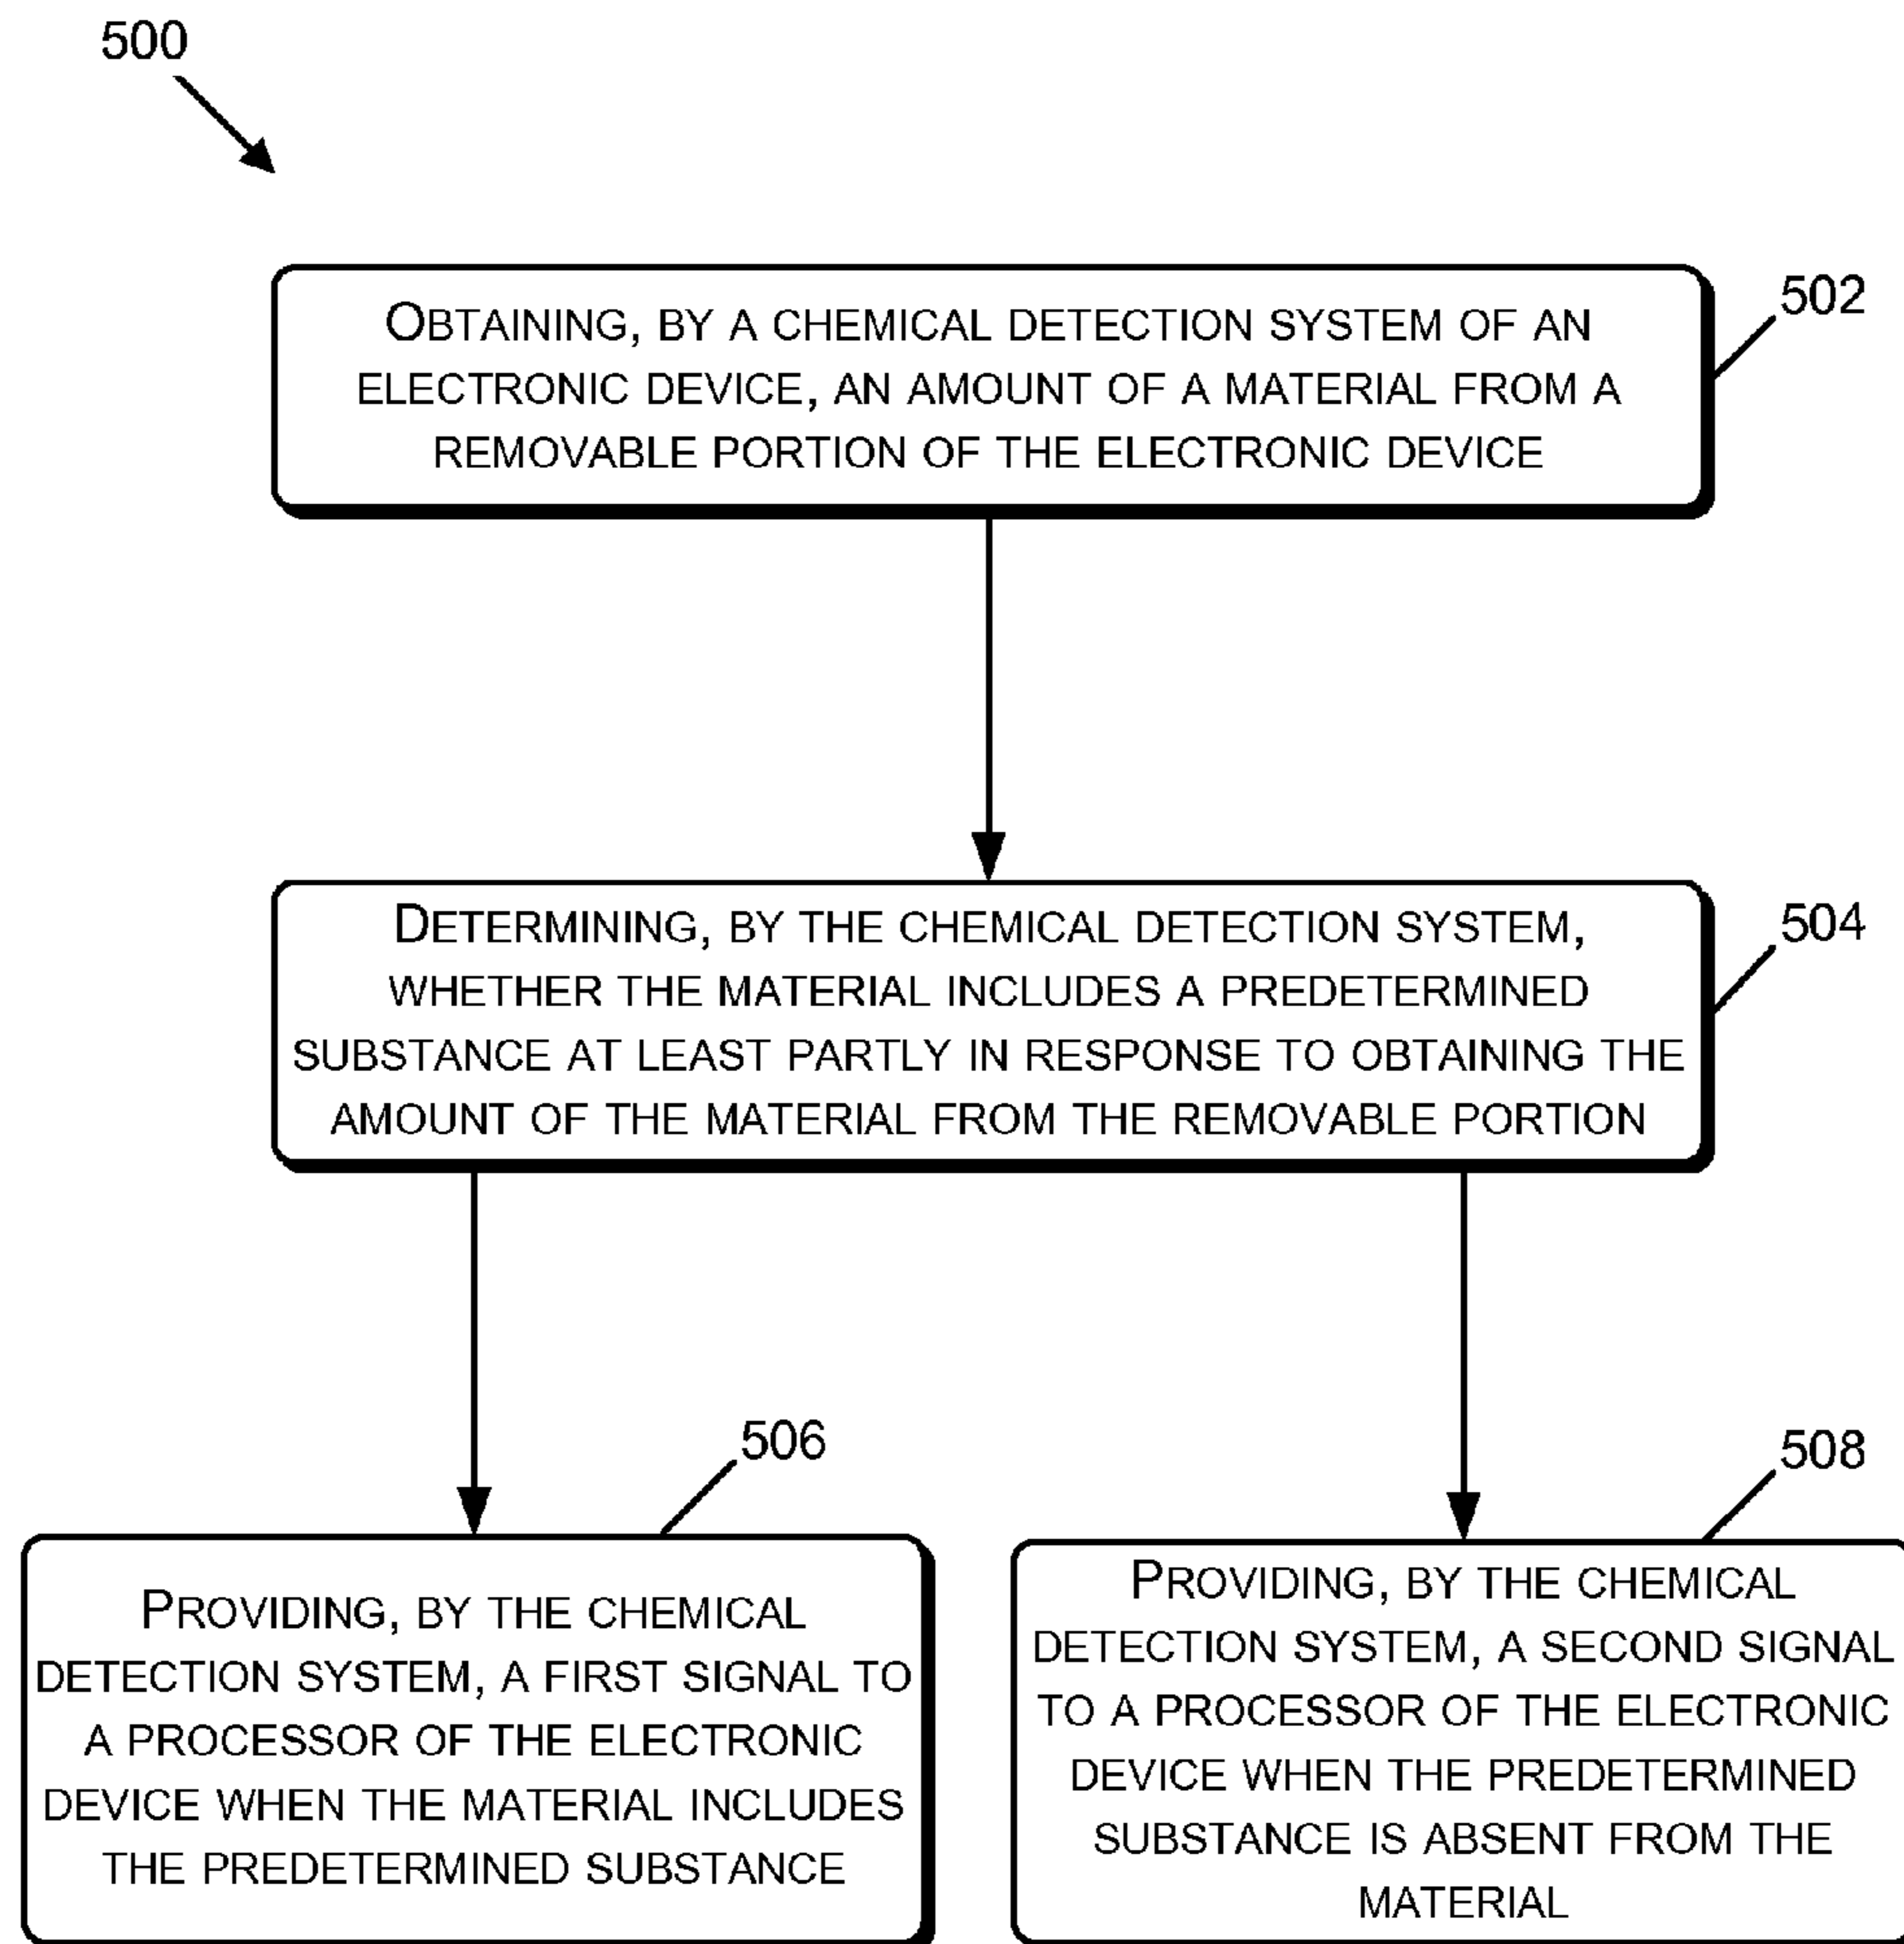 500
OBTAINING, BY A CHEMICAL DETECTION SYSTEM OF AN
ELECTRONIC DEVICE, AN AMOUNT OF A MATERIAL FROM A
REMOVABLE PORTION OF THE ELECTRONIC DEVICE
502
DETERMINING, BY THE CHEMICAL DETECTION SYSTEM,
WHETHER THE MATERIAL INCLUDES A PREDETERMINED
SUBSTANCE AT LEAST PARTLY IN RESPONSE TO OBTAINING THE
AMOUNT OF THE MATERIAL FROM THE REMOVABLE PORTION
504
506
PROVIDING, BY THE CHEMICAL
DETECTION SYSTEM, A FIRST SIGNAL TO
A PROCESSOR OF THE ELECTRONIC
DEVICE WHEN THE MATERIAL INCLUDES
THE PREDETERMINED SUBSTANCE
508
PROVIDING, BY THE CHEMICAL
DETECTION SYSTEM, A SECOND SIGNAL
TO A PROCESSOR OF THE ELECTRONIC
DEVICE WHEN THE PREDETERMINED
SUBSTANCE IS ABSENT FROM THE
MATERIAL